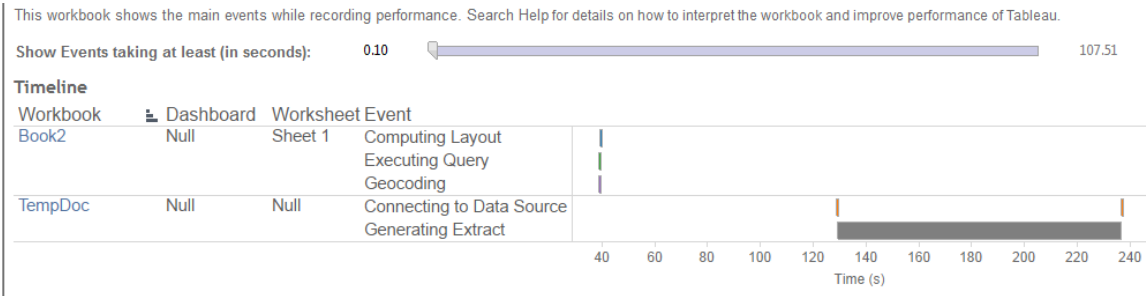 This workbook shows the main events while recording performance. Search Help for details on how to interpret the workbook and improve performance of Tableau.
Show Events taking at least (in seconds): 0.10 107.51
Timeline
Workbook Dashboard Worksheet Event
Book2 Null Sheet 1 Computing Layout
Executing Query
Geocoding
TempDoc Null Null Connecting to Data Source
Generating Extract
40 60 80 100 120 140 160 180 200 220 240
Time (s)